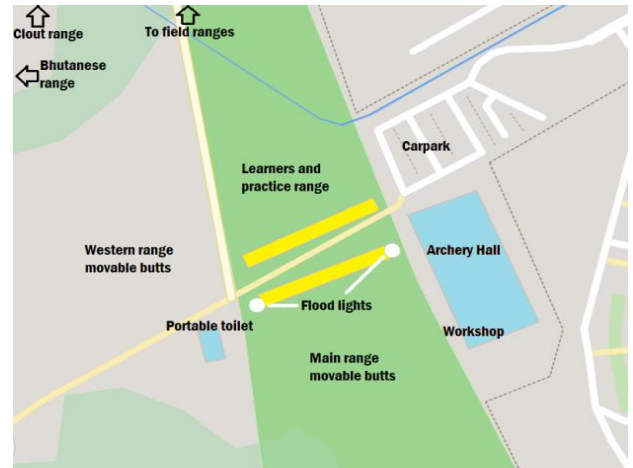 Clout range
To field ranges
Bhutanese
range
Carpark
Learners and
practice range
Western range
movable butts
Archery Hall
Flood lights
Portable toilet
Workshop
Main range
movable butts